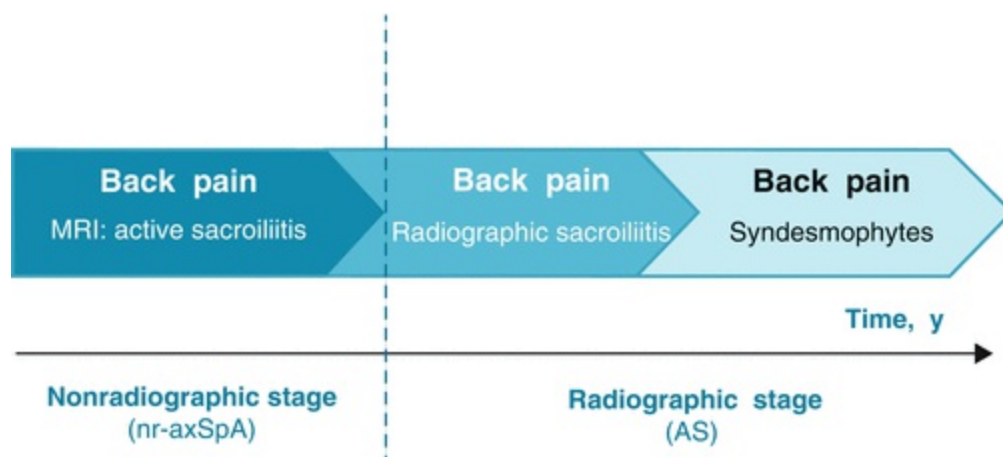 Back pain
MRI: active sacroiliitis
Back pain
Radiographic sacroiliitis
Back pain
Syndesmophytes
Time, y
Nonradiographic stage
(nr-axSpA)
Radiographic stage
(AS)